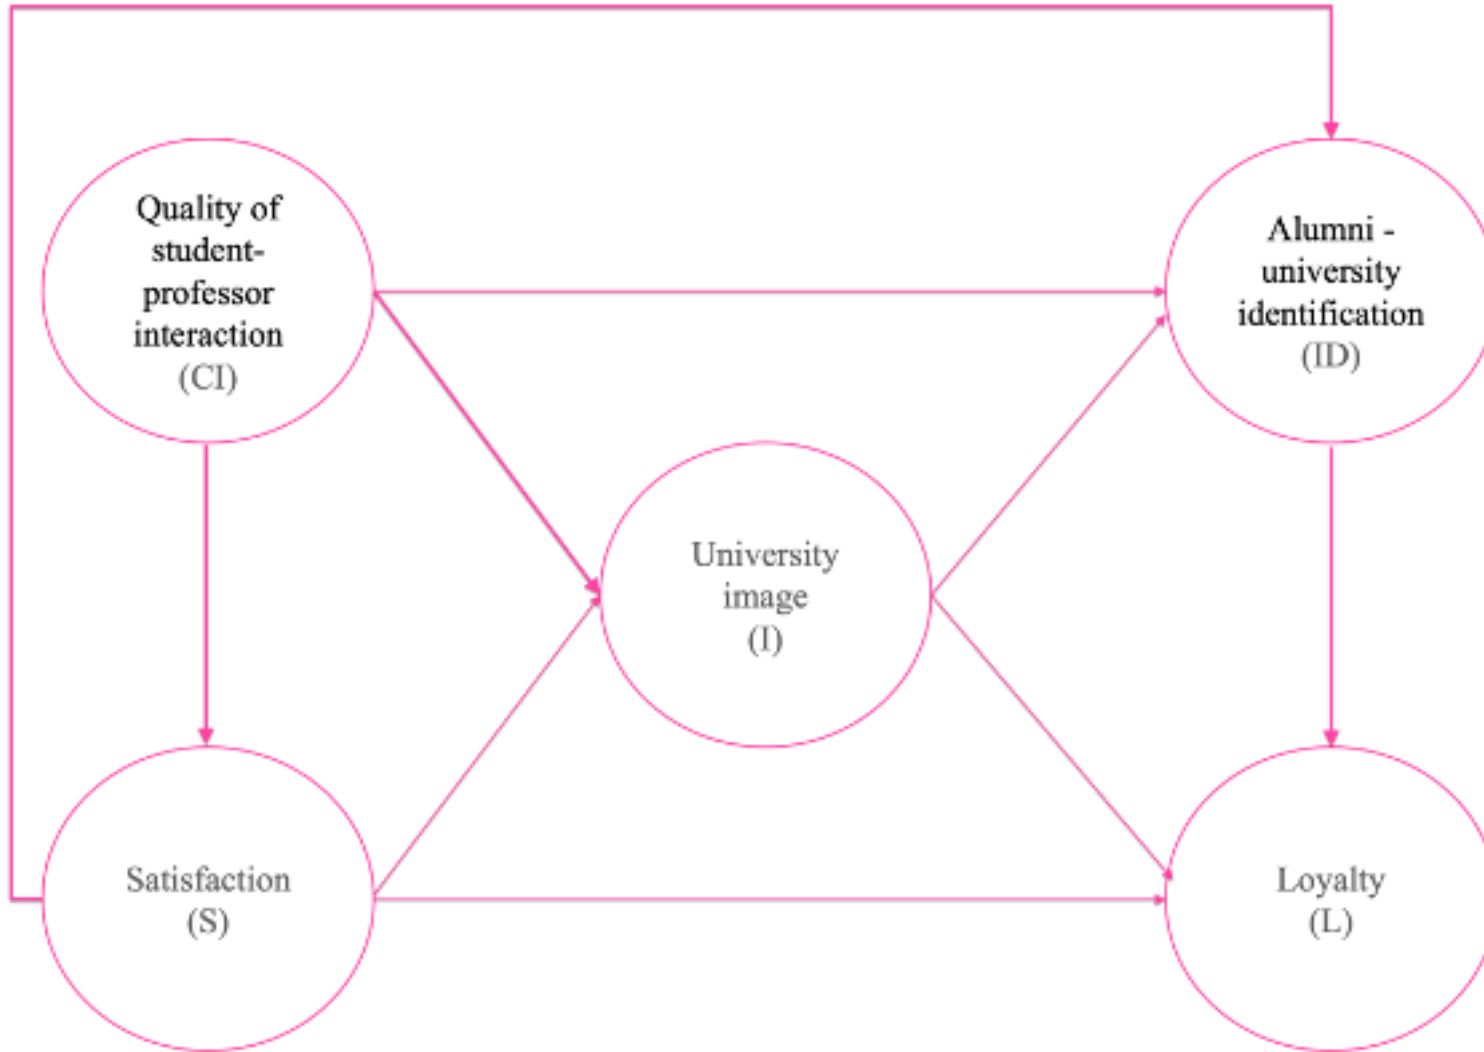 Quality of
student-
professor
interaction
(CI)
Alumni -
university
identification
(ID)
University
image
(I)
Satisfaction
(S)
Loyalty
(L)